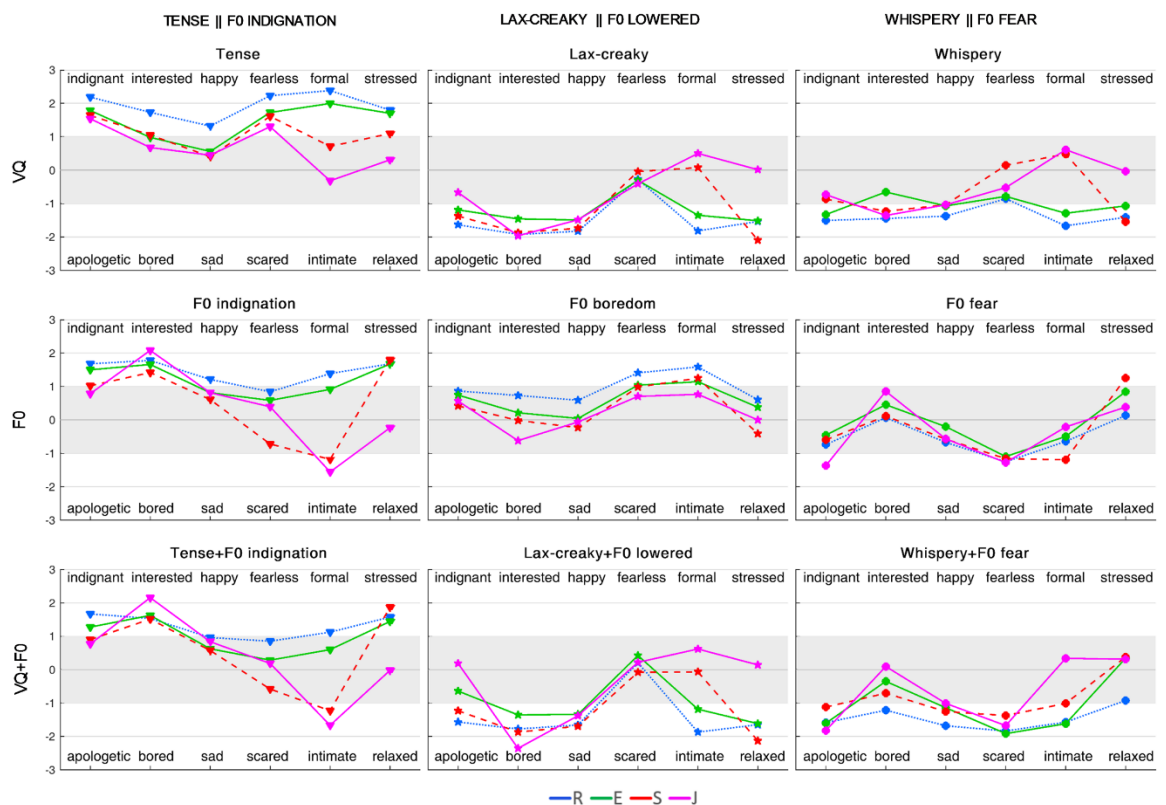 TENSE || F0 INDIGNATION LAX-CREAKY || F0 LOWERED WHISPERY || F0 FEAR
Tense Lax-creaky Whispery
indignant interested happy fearless formal stressed indignant interested happy fearless formal stressed indignant interested happy fearless formal stressed
3
2
1
0
-1
-2
-3
VQ
apologetic bored sad scared intimate relaxed apologetic bored sad scared intimate relaxed apologetic bored sad scared intimate relaxed
F0 indignation F0 boredom F0 fear
indignant interested happy fearless formal stressed indignant interested happy fearless formal stressed indignant interested happy fearless formal stressed
3
2
1
0
-1
-2
-3
F0
apologetic bored sad scared intimate relaxed apologetic bored sad scared intimate relaxed apologetic bored sad scared intimate relaxed
Tense+F0 indignation Lax-creaky+F0 lowered Whispery+F0 fear
indignant interested happy fearless formal stressed indignant interested happy fearless formal stressed indignant interested happy fearless formal stressed
3
2
1
0
-1
-2
-3
VQ+F0
apologetic bored sad scared intimate relaxed apologetic bored sad scared intimate relaxed apologetic bored sad scared intimate relaxed
R E S J